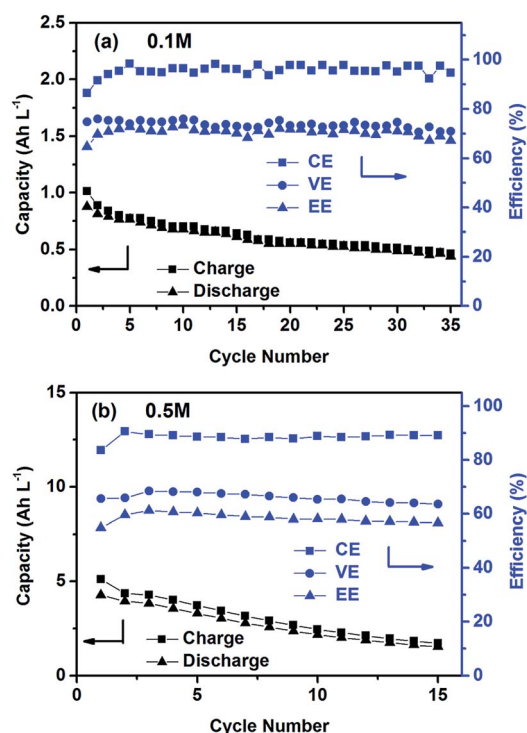 (a) 0.1M
Capacity (Ah L⁻¹)
2.5
2.0
1.5
1.0
0.5
0.0
100
80
60
40
20
0
Efficiency (%)
CE
VE
EE
Charge
Discharge
0 5 10 15 20 25 30 35
Cycle Number
(b) 0.5M
Capacity (Ah L⁻¹)
15
10
5
0
100
80
60
40
20
0
Efficiency (%)
CE
VE
EE
Charge
Discharge
0 5 10 15
Cycle Number